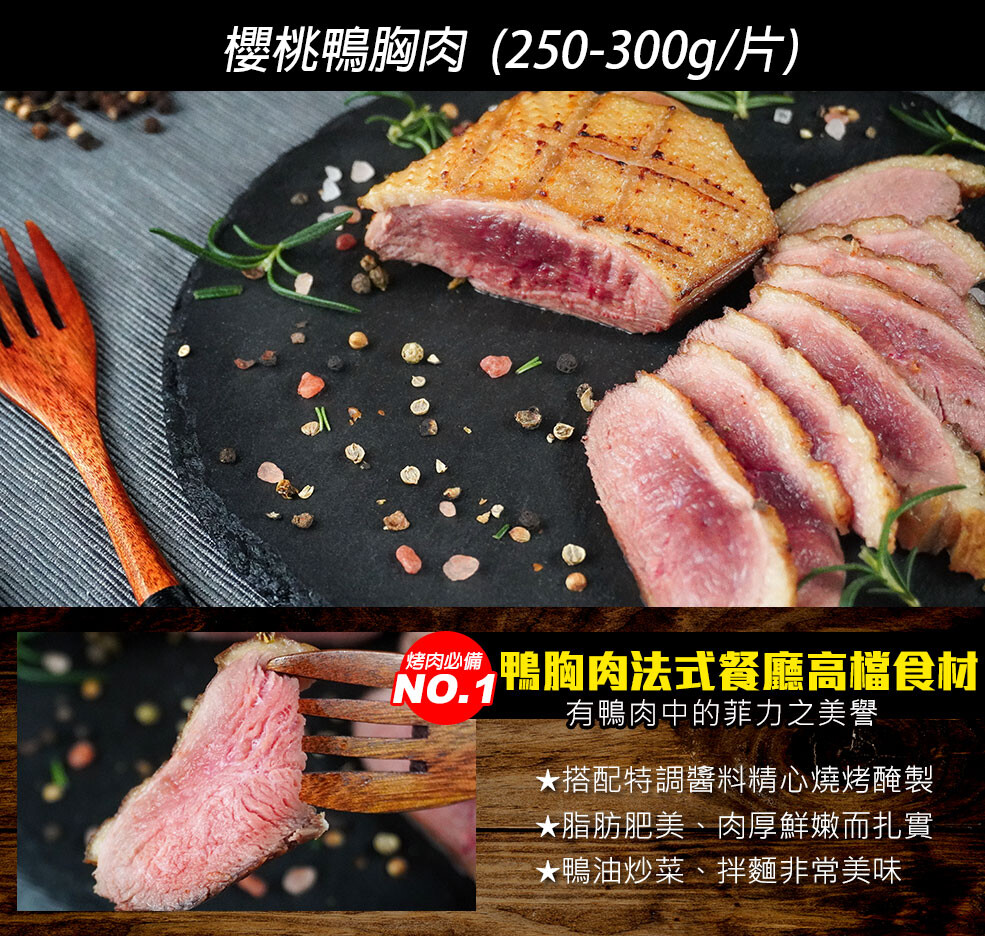 櫻桃鴨胸肉 (250-300g/片)
烤肉必備
NO.1
鴨胸肉法式餐廳高檔食材
有鴨肉中的菲力之美譽
★搭配特調醬料精心燒烤醃製
★脂肪肥美、肉厚鮮嫩而扎實
★鴨油炒菜、拌麵非常美味